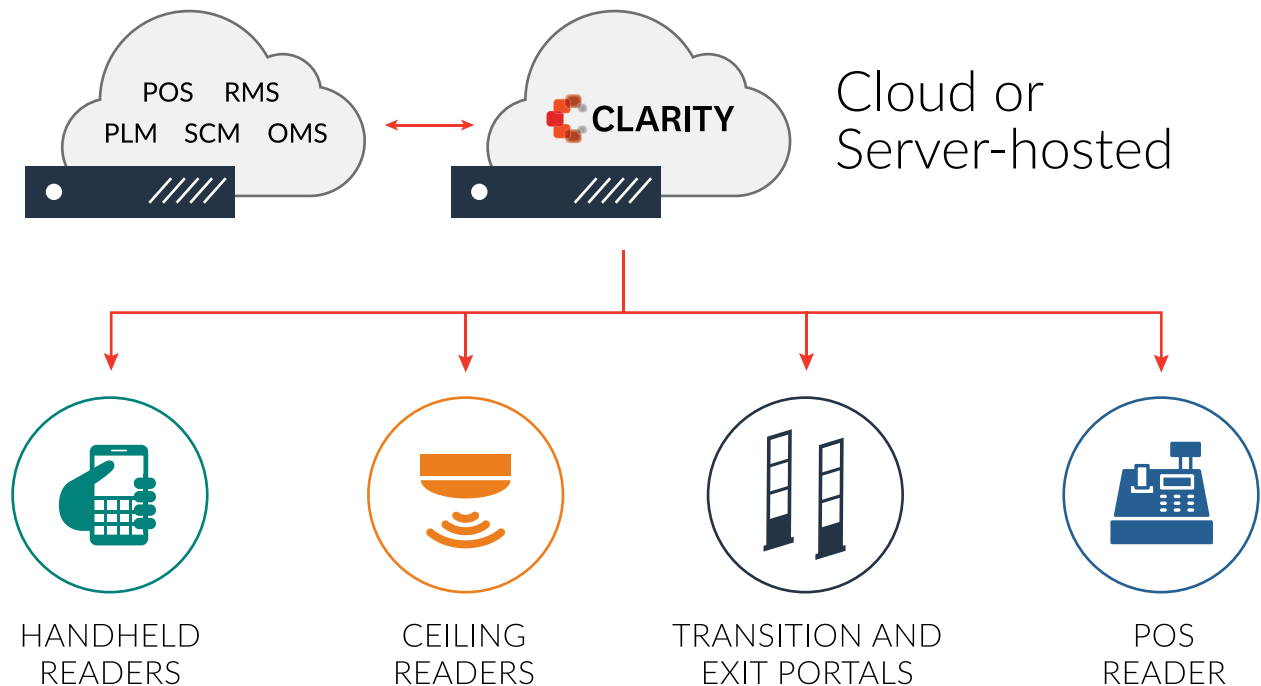 POS RMS
PLM SCM OMS
CLARITY
Cloud or
Server-hosted
HANDHELD
READERS
CEILING
READERS
TRANSITION AND
EXIT PORTALS
POS
READER